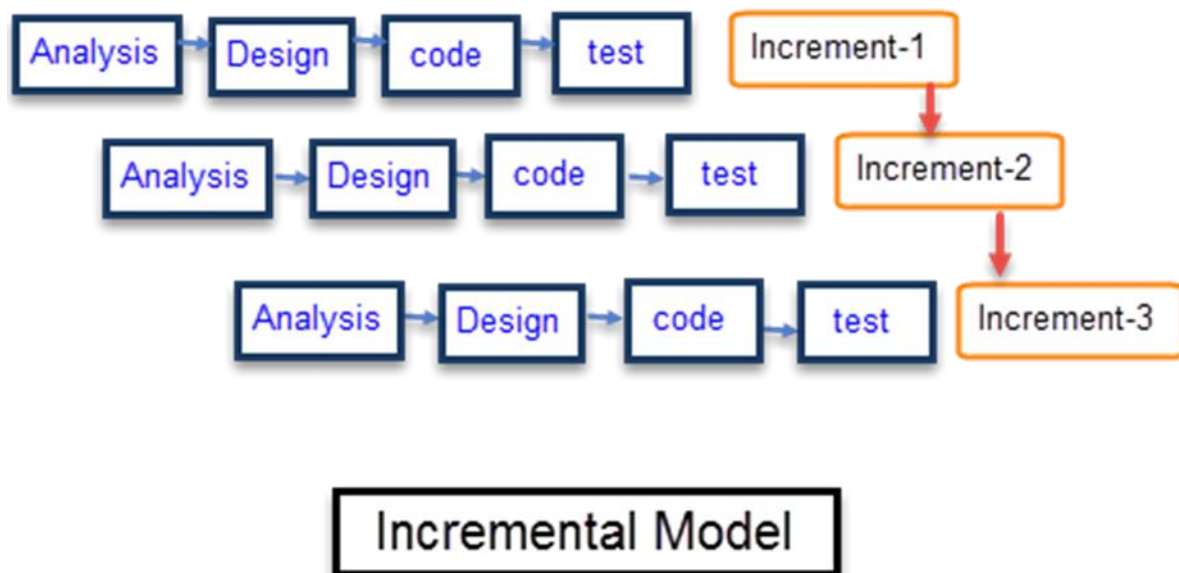 Analysis Design code test Increment-1
Analysis Design code test Increment-2
Analysis Design code test Increment-3
Incremental Model